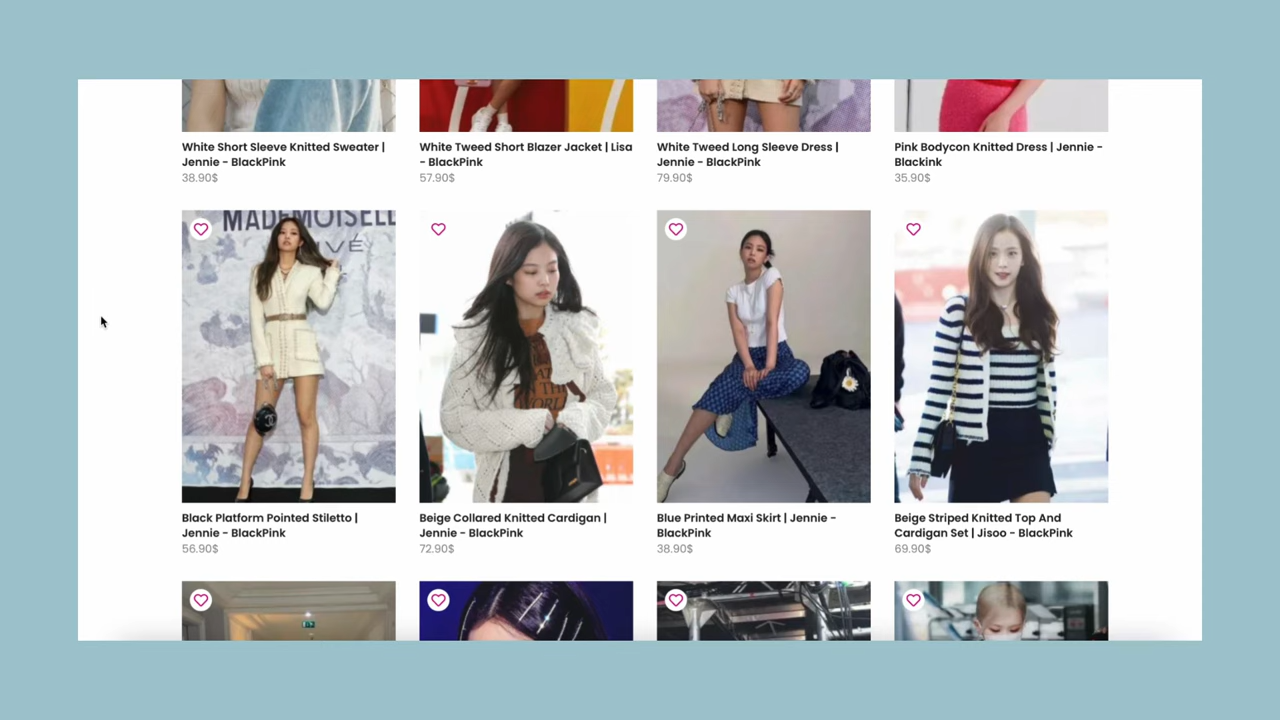 White Short Sleeve Knitted Sweater |
Jennie - BlackPink
38.90$
White Tweed Short Blazer Jacket | Lisa
- BlackPink
57.90$
White Tweed Long Sleeve Dress |
Jennie - BlackPink
79.90$
Pink Bodycon Knitted Dress | Jennie -
Blackink
35.90$
MADEMOISELL
IVÉ
Black Platform Pointed Stiletto |
Jennie - BlackPink
56.90$
Beige Collared Knitted Cardigan |
Jennie - BlackPink
72.90$
Blue Printed Maxi Skirt | Jennie -
BlackPink
38.90$
Beige Striped Knitted Top And
Cardigan Set | Jisoo - BlackPink
69.90$